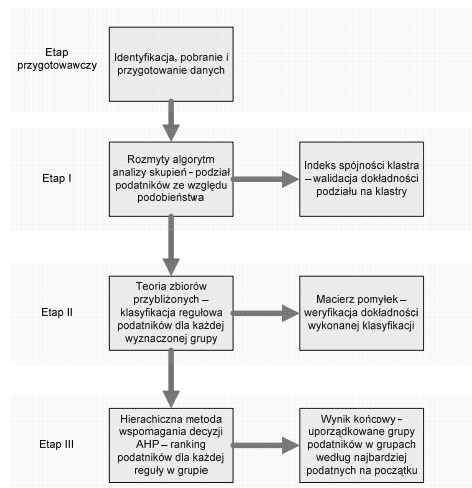 Etap
przygotowawczy
Identyfikacja, pobranie i
przygotowanie danych
Etap I
Rozmyty algorytm
analizy skupień - podział
podatników ze względu
podobieństwa
Indeks spójności klastra
– walidacja dokładności
podziału na klastry
Etap II
Teoria zbiorów
przybliżonych –
klasyfikacja regułowa
podatników dla każdej
wyznaczonej grupy
Macierz pomyłek –
weryfikacja dokładności
wykonanej klasyfikacji
Etap III
Hierachiczna metoda
wspomagania decyzji
AHP – ranking
podatników dla każdej
reguły w grupie
Wynik końcowy -
uporządkowane grupy
podatników w grupach
według najbardziej
podatnych na początku